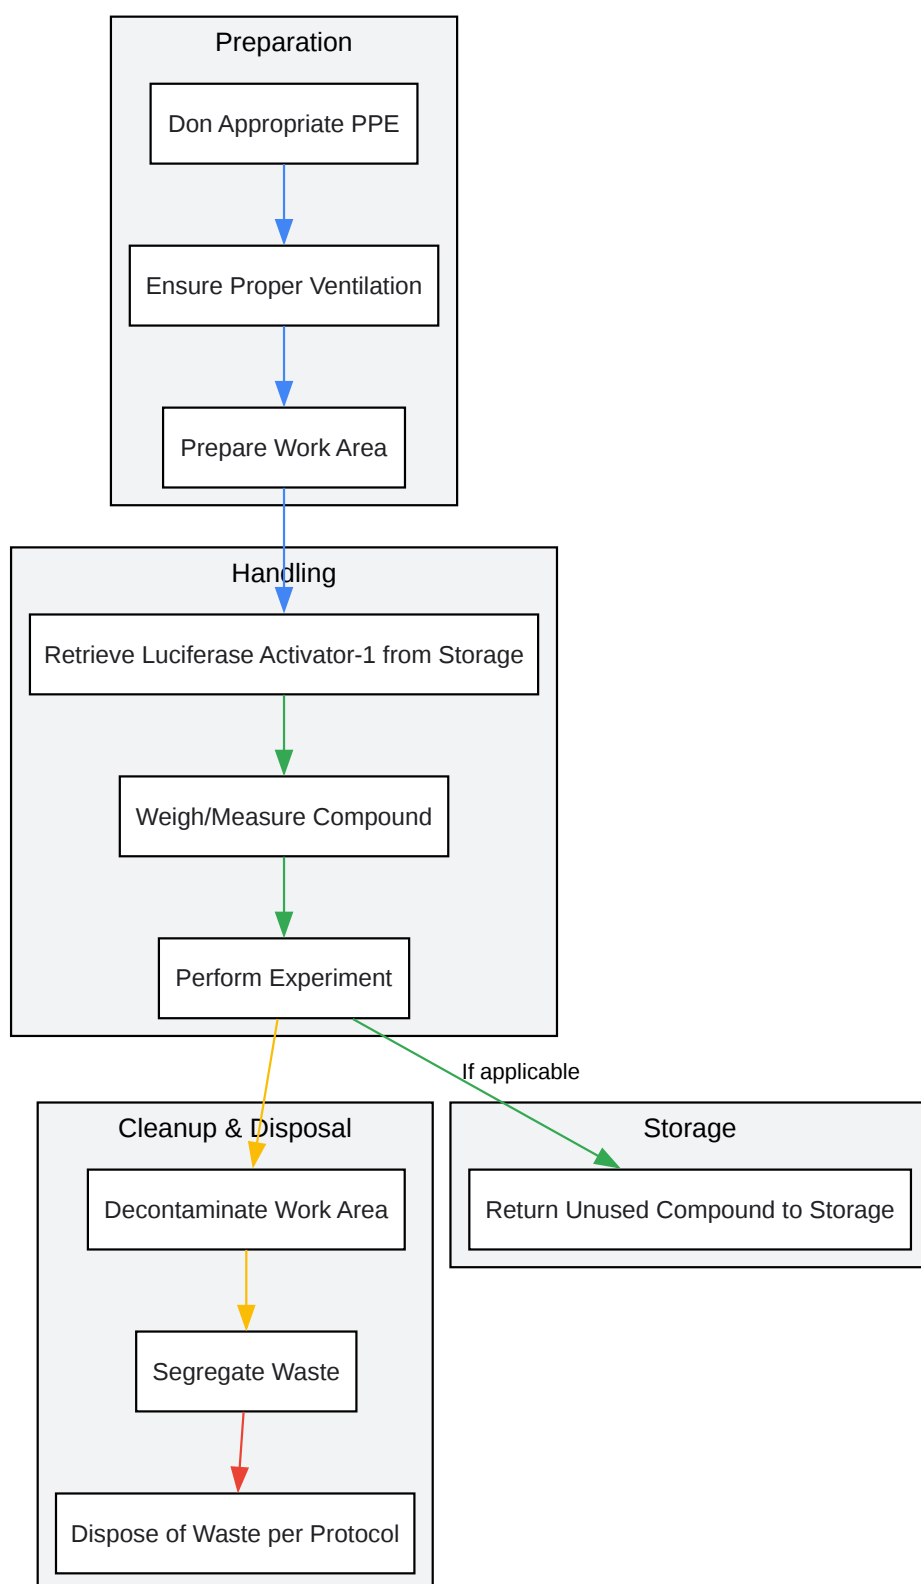 Preparation
Don Appropriate PPE
Ensure Proper Ventilation
Prepare Work Area
Handling
Retrieve Luciferase Activator-1 from Storage
Weigh/Measure Compound
Perform Experiment
If applicable
Cleanup & Disposal
Storage
Decontaminate Work Area
Return Unused Compound to Storage
Segregate Waste
Dispose of Waste per Protocol